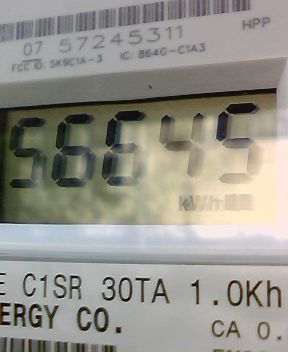 07 57245311 HPP
FCC ID: SK9C1A-3 IC: 864G-C1A3
56645
kWh
E C1SR 30TA 1.0Kh
ERGY CO. CA 0.